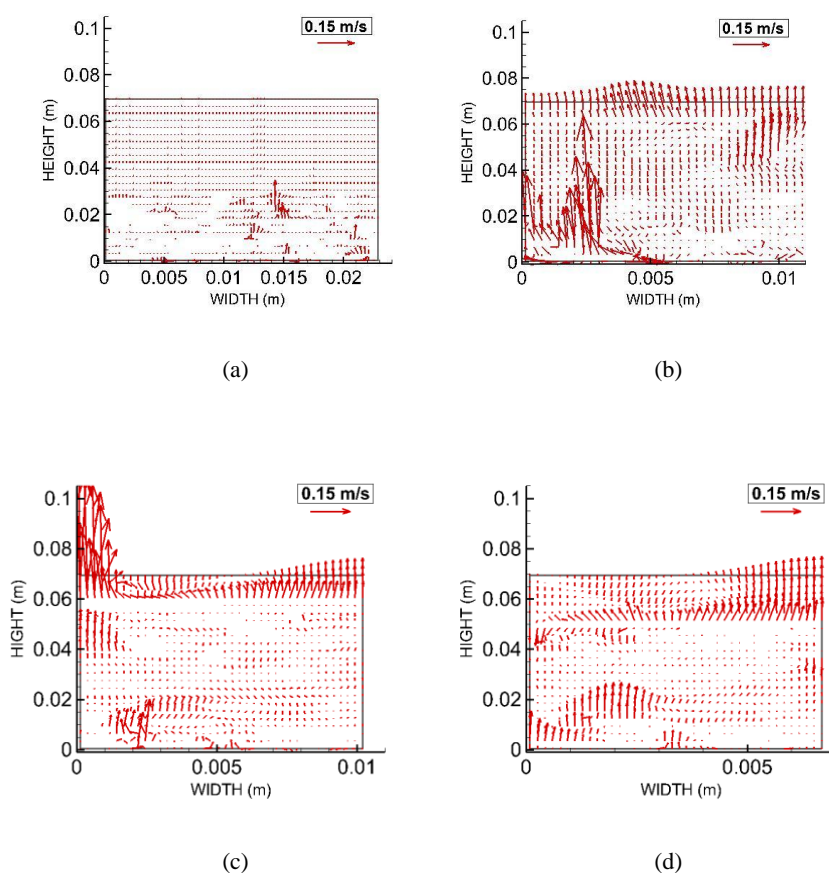 0.15 m/s
0.1
0.08
0.06
0.04
0.02
0
HEIGHT (m)
0 0.005 0.01 0.015 0.02
WIDTH (m)
(a)
0.15 m/s
0.1
0.08
0.06
0.04
0.02
0
HEIGHT (m)
0 0.005 0.01
WIDTH (m)
(b)
0.15 m/s
0.1
0.08
0.06
0.04
0.02
0
HIGHT (m)
0 0.005 0.01
WIDTH (m)
(c)
0.15 m/s
0.1
0.08
0.06
0.04
0.02
0
HIGHT (m)
0 0.005
WIDTH (m)
(d)